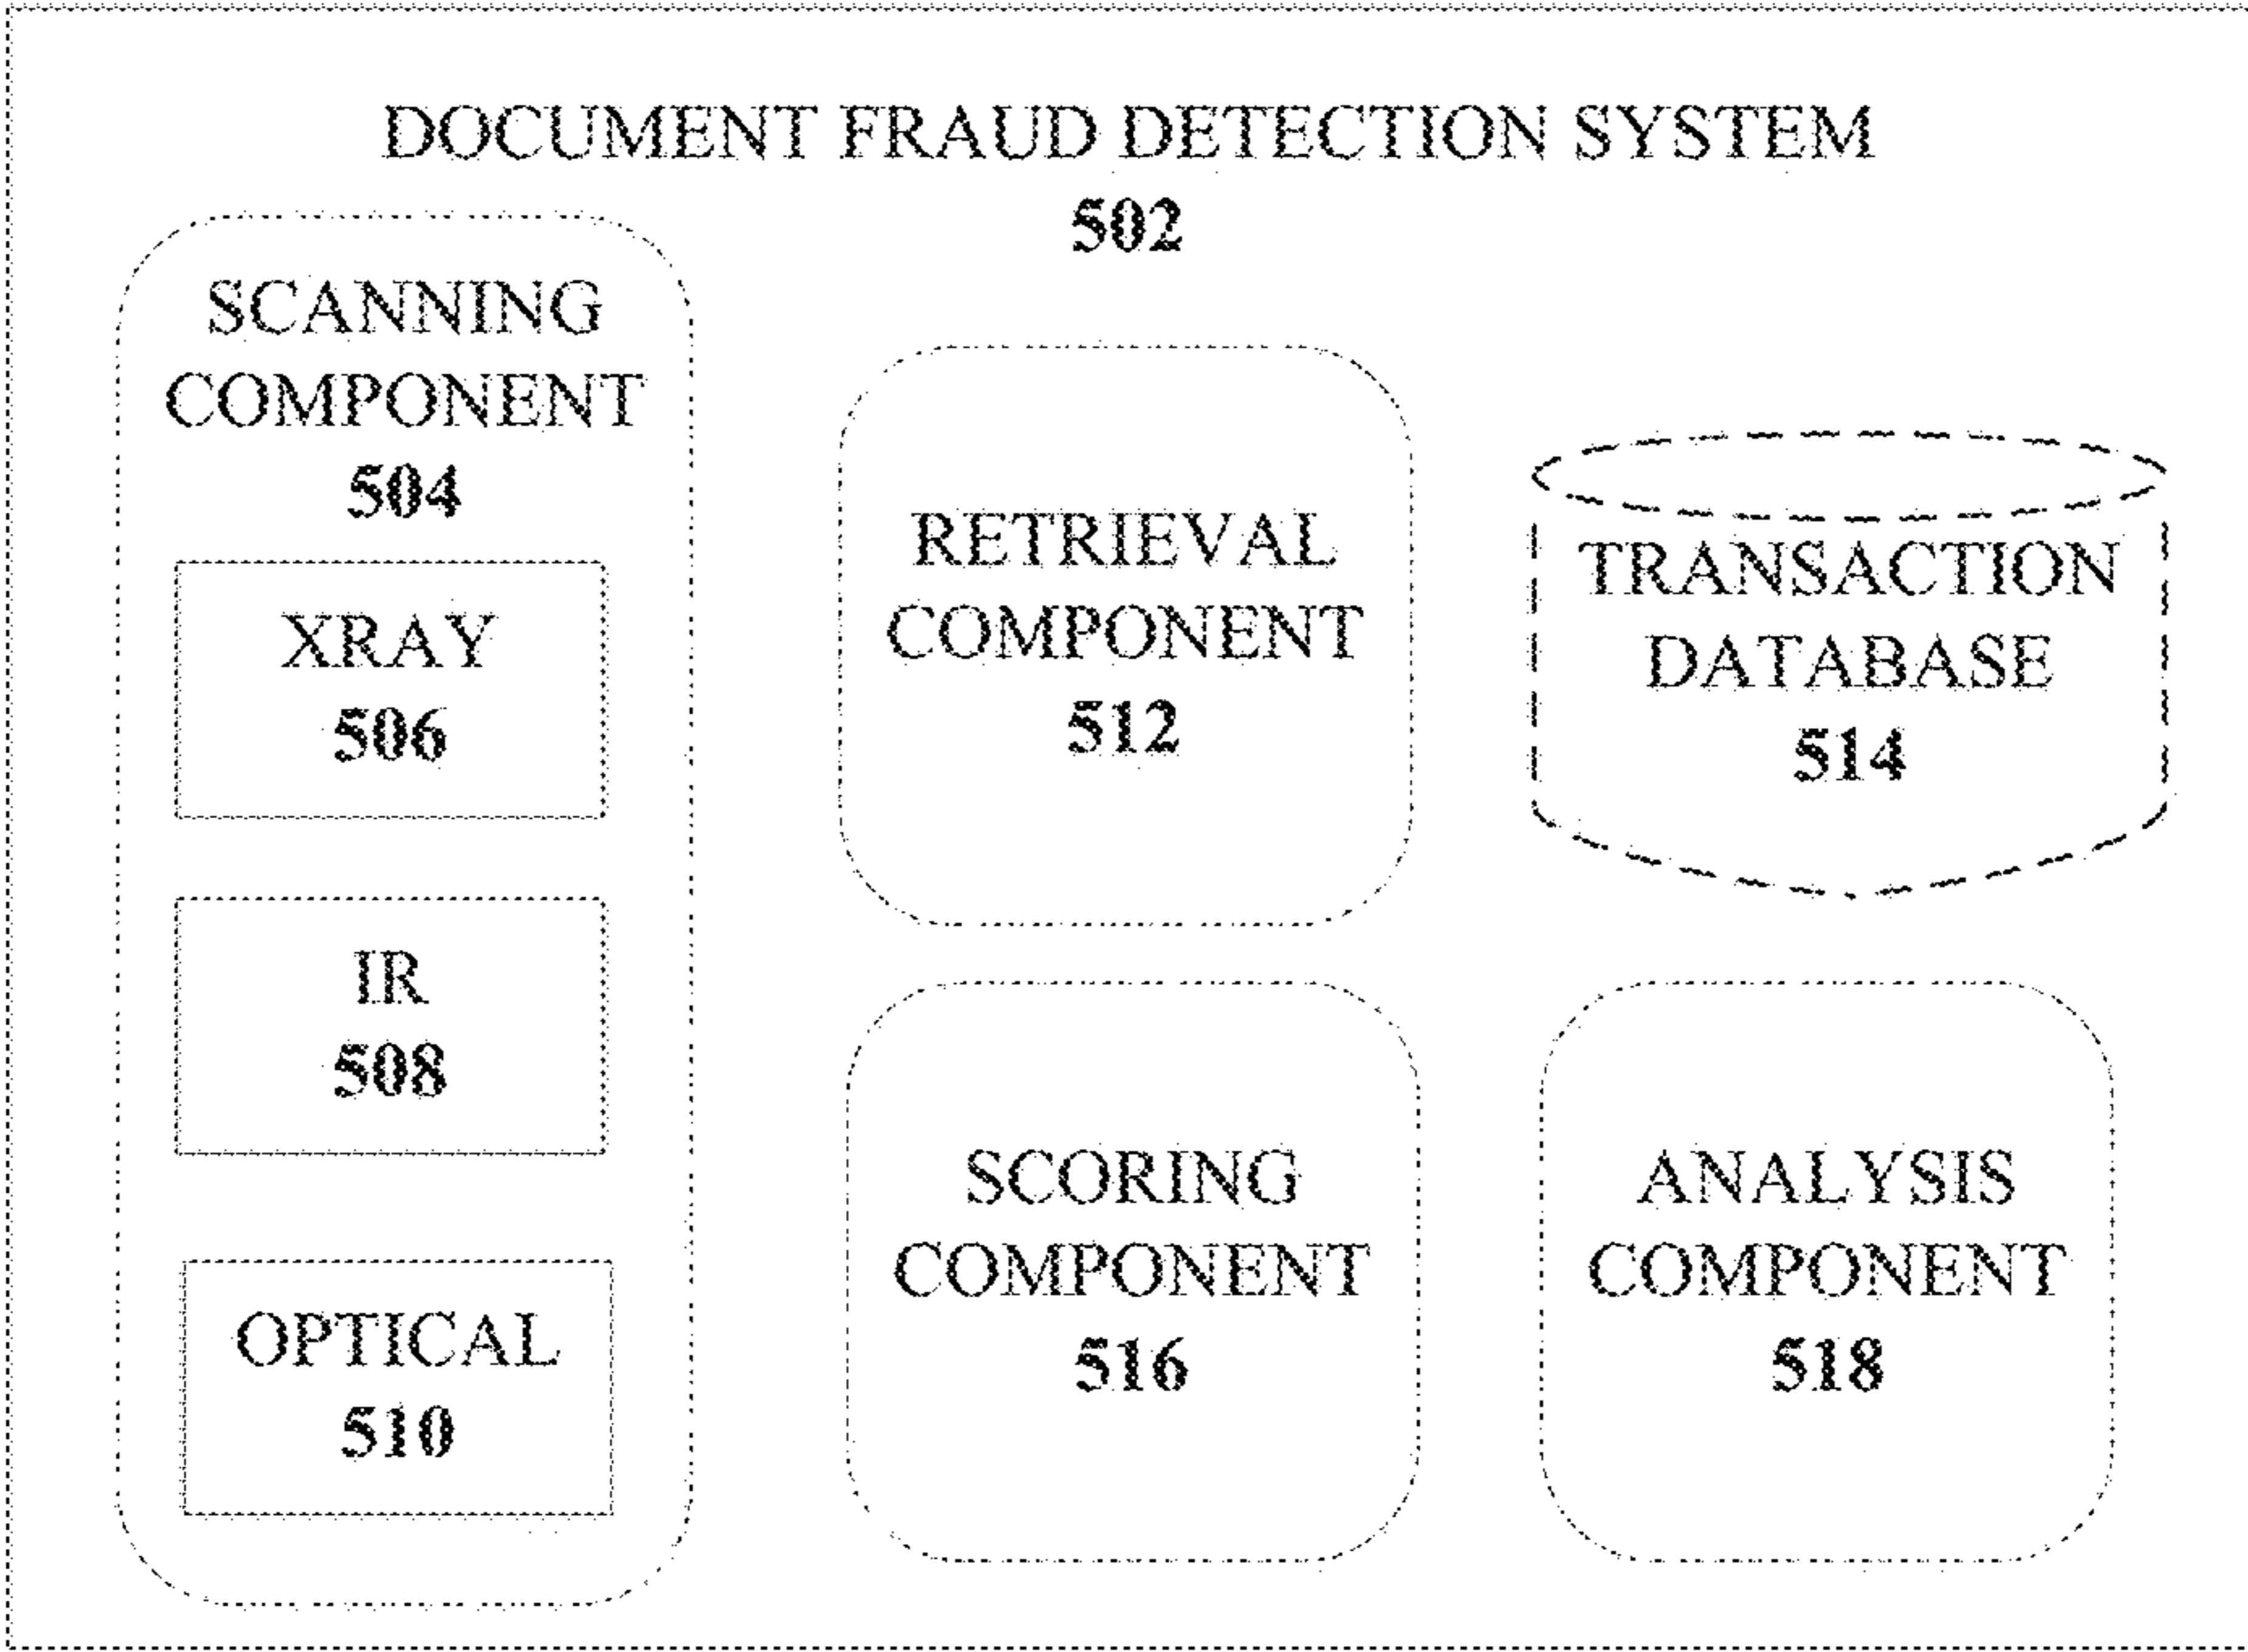 DOCUMENT FRAUD DETECTION SYSTEM
502
SCANNING
COMPONENT
504
XRAY
506
IR
508
OPTICAL
510
RETRIEVAL
COMPONENT
512
TRANSACTION
DATABASE
514
SCORING
COMPONENT
516
ANALYSIS
COMPONENT
518